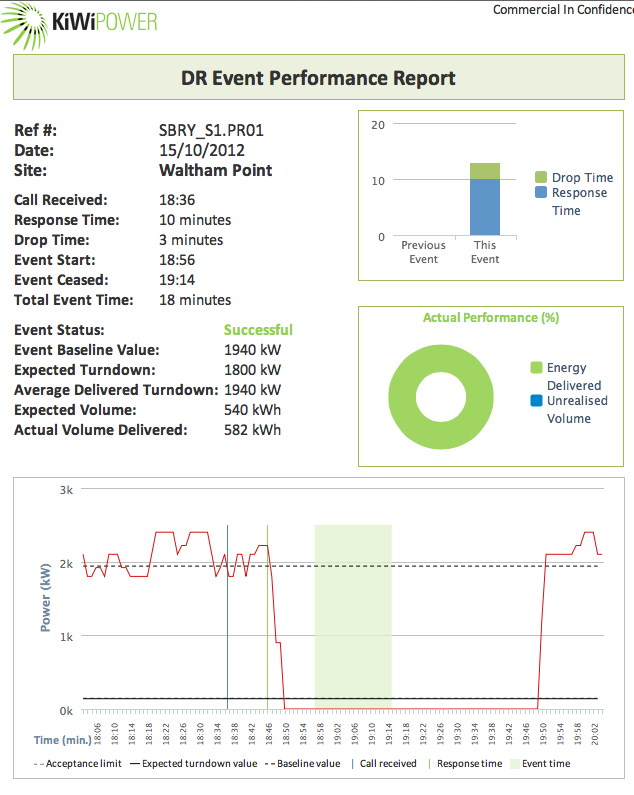 Commercial In Confidence
KiWiPOWER
DR Event Performance Report
Ref #: SBRY_S1.PR01
Date: 15/10/2012
Site: Waltham Point
Call Received: 18:36
Response Time: 10 minutes
Drop Time: 3 minutes
Event Start: 18:56
Event Ceased: 19:14
Total Event Time: 18 minutes
Event Status: Successful
Event Baseline Value: 1940 kW
Expected Turndown: 1800 kW
Average Delivered Turndown: 1940 kW
Expected Volume: 540 kWh
Actual Volume Delivered: 582 kWh
20
10
0
Previous Event
This Event
Drop Time
Response Time
Actual Performance (%)
Energy Delivered
Unrealised Volume
3k
2k
1k
0k
Power (kW)
Time (min.)
18:06 18:10 18:14 18:18 18:22 18:26 18:30 18:34 18:38 18:42 18:46 18:50 18:54 18:58 19:02 19:06 19:10 19:14 19:18 19:22 19:26 19:30 19:34 19:38 19:42 19:46 19:50 19:54 19:58 20:02
Acceptance limit Expected turndown value Baseline value Call received Response time Event time